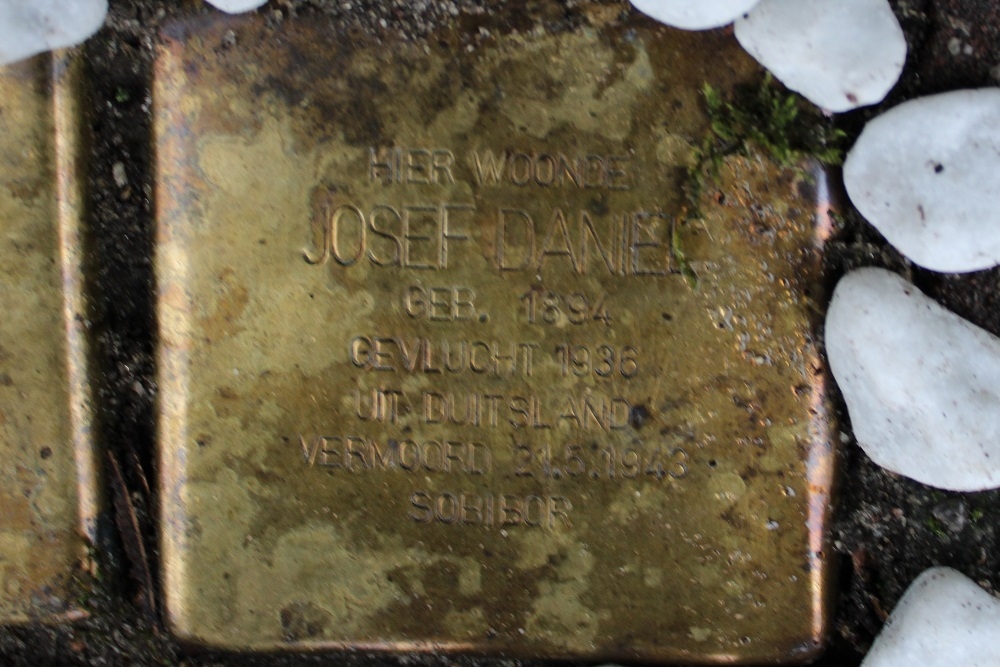 HIER WOONDE
JOSEF DANIEL
GEB. 1894
GEVLUCHT 1936
UIT DUITSLAND
VERMOORD 21.5.1943
SOBIBOR